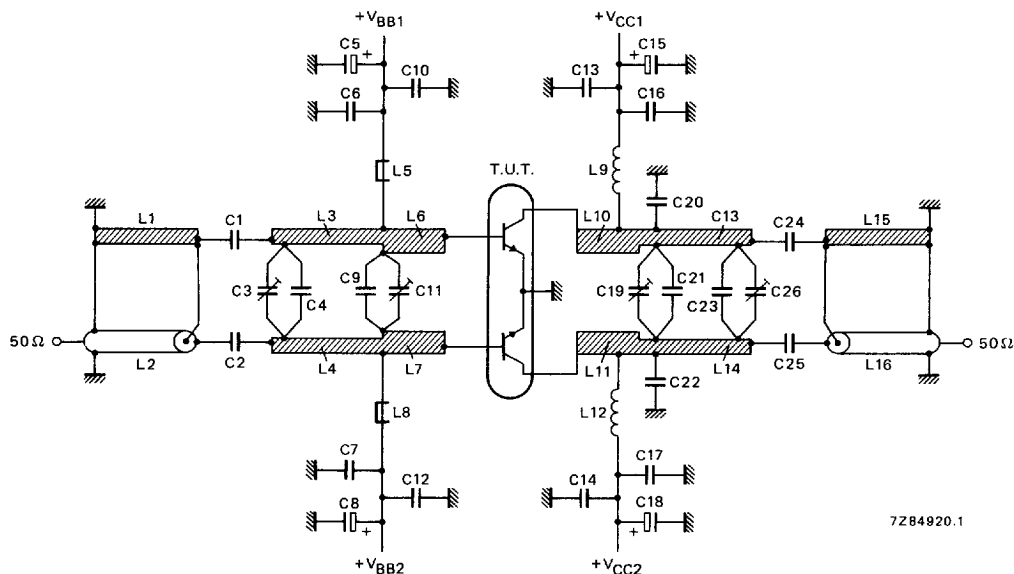 +VBB1
+VCC1
C5
+
C10
C6
+
C15
C13
C16
L5
L9
T.U.T.
C20
L1
C1
L3
L6
L10
C13
C24
L15
C3
C4
C9
C11
C19
C21
C23
C26
50Ω
L2
C2
L4
L7
L11
C22
L14
C25
L16
50Ω
L8
L12
C7
C12
C8
+
C17
C14
C18
+
7Z84920.1
+VBB2
+VCC2